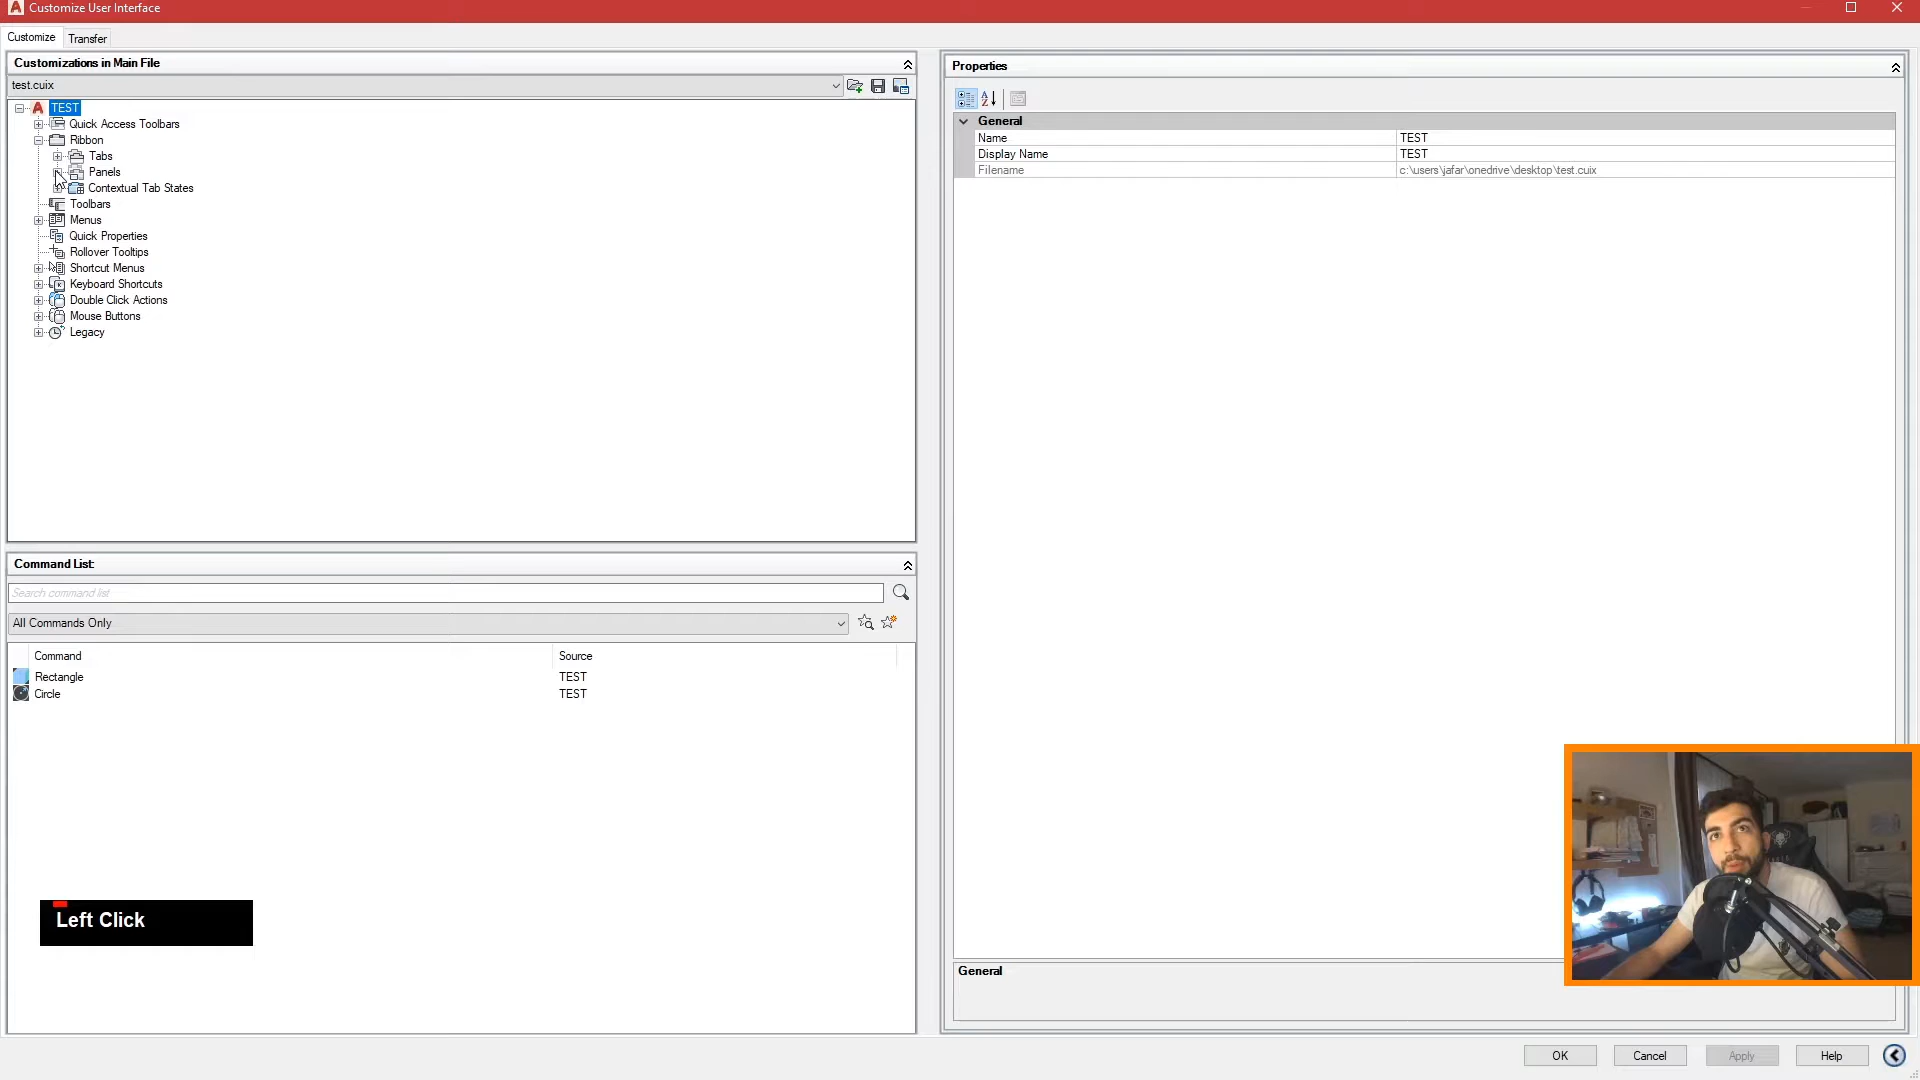 Customize User Interface
Customize
Transfer
Customizations in Main File
test.cuix
TEST
Quick Access Toolbars
Ribbon
Tabs
Panels
Contextual Tab States
Toolbars
Menus
Quick Properties
Rollover Tooltips
Shortcut Menus
Keyboard Shortcuts
Double Click Actions
Mouse Buttons
Legacy
Command List:
Search command list
All Commands Only
Command Source
Rectangle TEST
Circle TEST
Left Click
Properties
General
Name TEST
Display Name TEST
Filename c:\users\jafar\onedrive\desktop\test.cuix
General
OK Cancel Apply Help